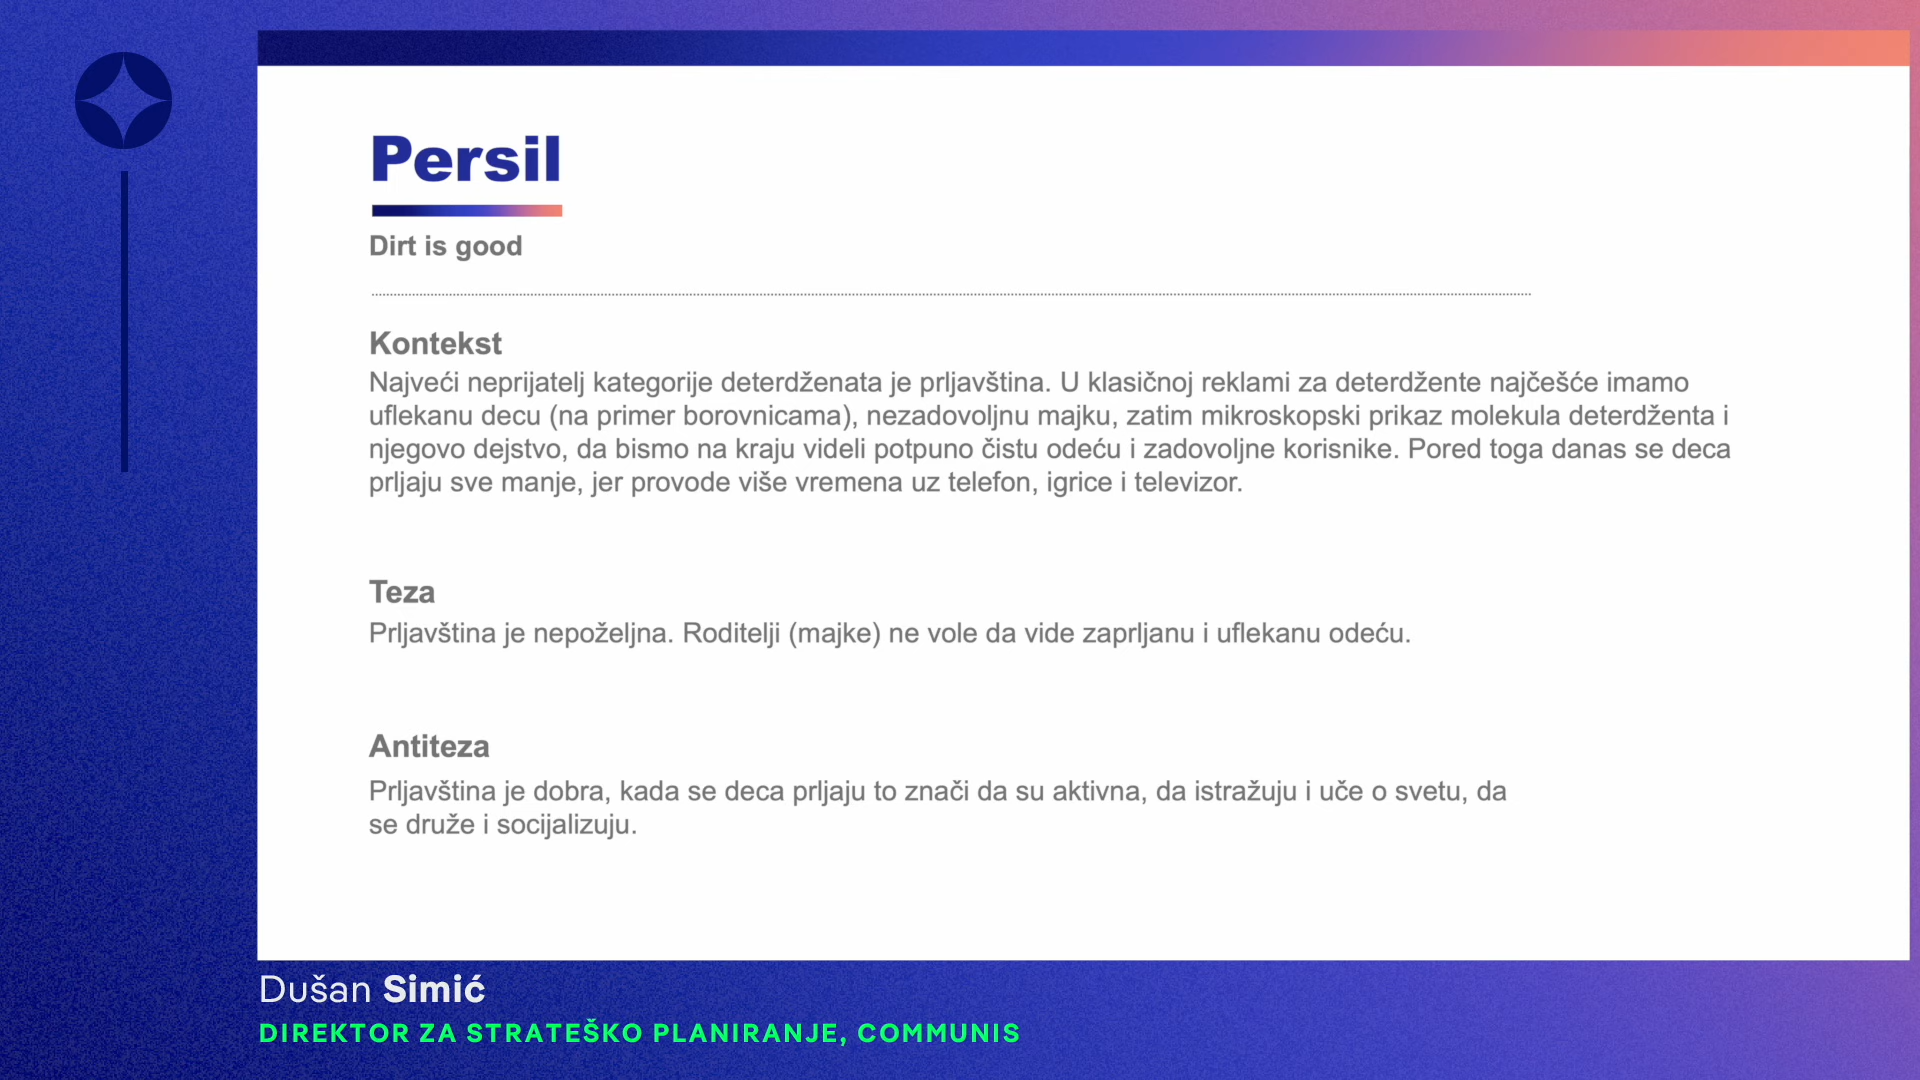 Persil
Dirt is good
Kontekst
Najveći neprijatelj kategorije deterdženata je prljavština. U klasičnoj reklami za deterdžente najčešće imamo
uflekanu decu (na primer borovnicama), nezadovoljnu majku, zatim mikroskopski prikaz molekula deterdženta i
njegovo dejstvo, da bismo na kraju videli potpuno čistu odeću i zadovoljne korisnike. Pored toga danas se deca
prljaju sve manje, jer provode više vremena uz telefon, igrice i televizor.
Teza
Prljavština je nepoželjna. Roditelji (majke) ne vole da vide zaprljanu i uflekanu odeću.
Antiteza
Prljavština je dobra, kada se deca prljaju to znači da su aktivna, da istražuju i uče o svetu, da
se druže i socijalizuju.
Dušan Simić
DIREKTOR ZA STRATEŠKO PLANIRANJE, COMMUNIS